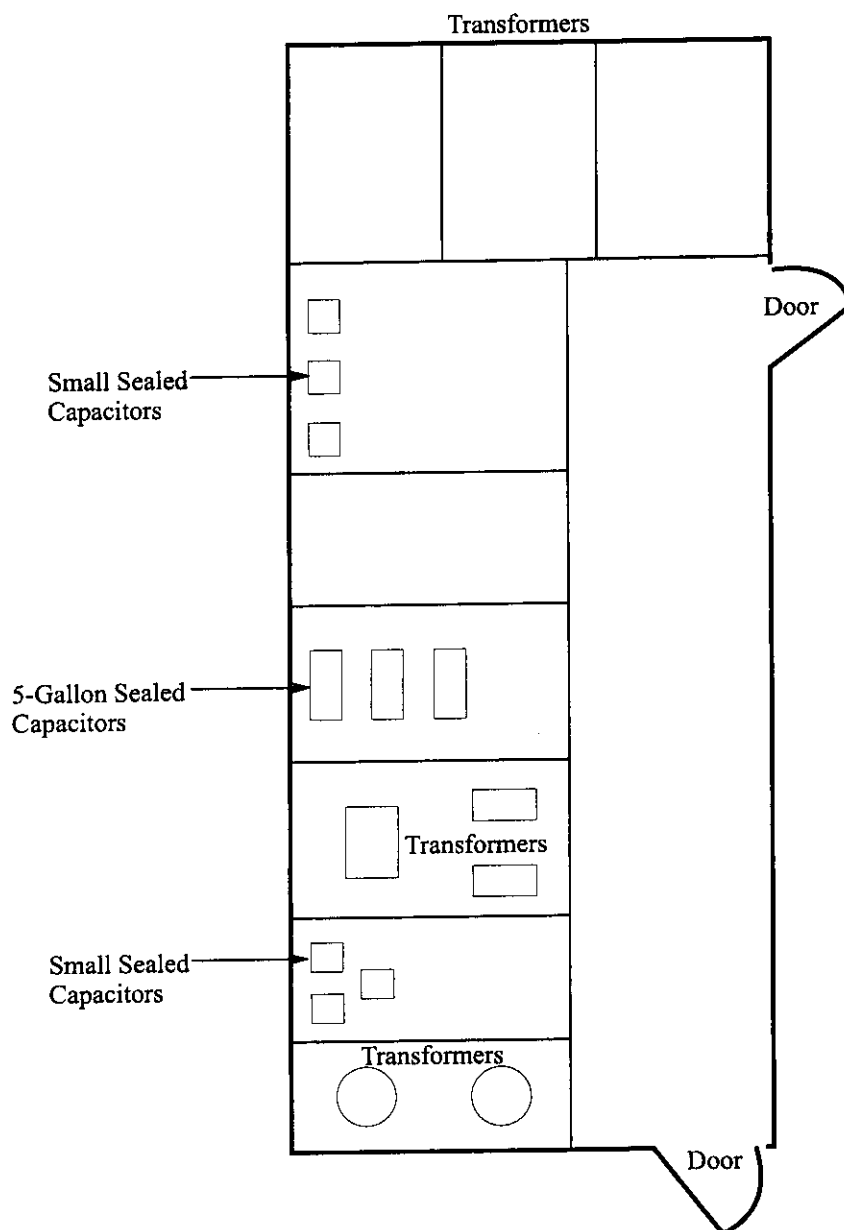 Transformers
Door
Small Sealed
Capacitors
5-Gallon Sealed
Capacitors
Transformers
Small Sealed
Capacitors
Transformers
Door